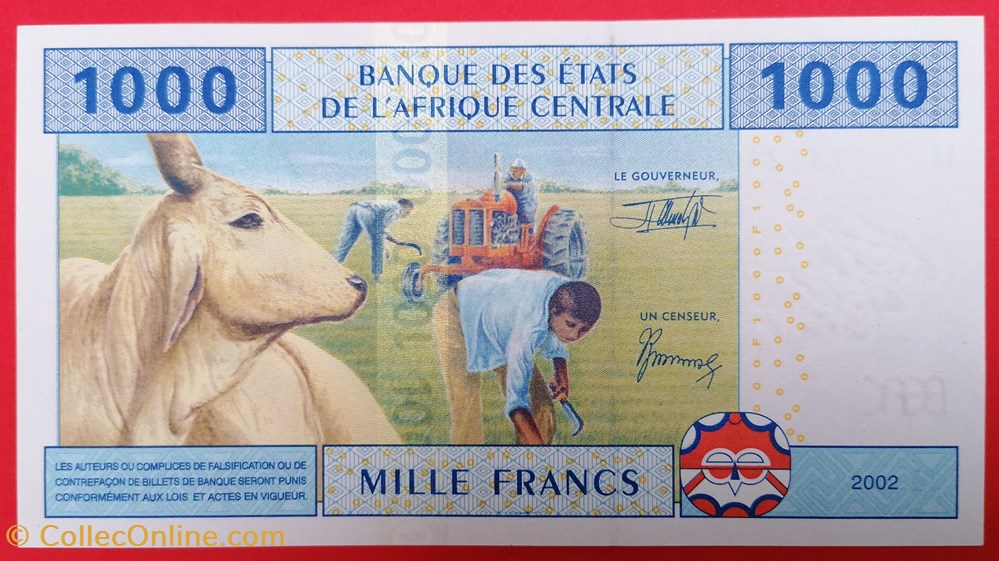 1000
BANQUE DES ÉTATS
DE L'AFRIQUE CENTRALE
1000
LE GOUVERNEUR,
UN CENSEUR,
LES AUTEURS OU COMPLICES DE FALSIFICATION OU DE
CONTREFAÇON DE BILLETS DE BANQUE SERONT PUNIS
CONFORMÉMENT AUX LOIS ET ACTES EN VIGUEUR.
MILLE FRANCS
2002
© CollecOnline.com